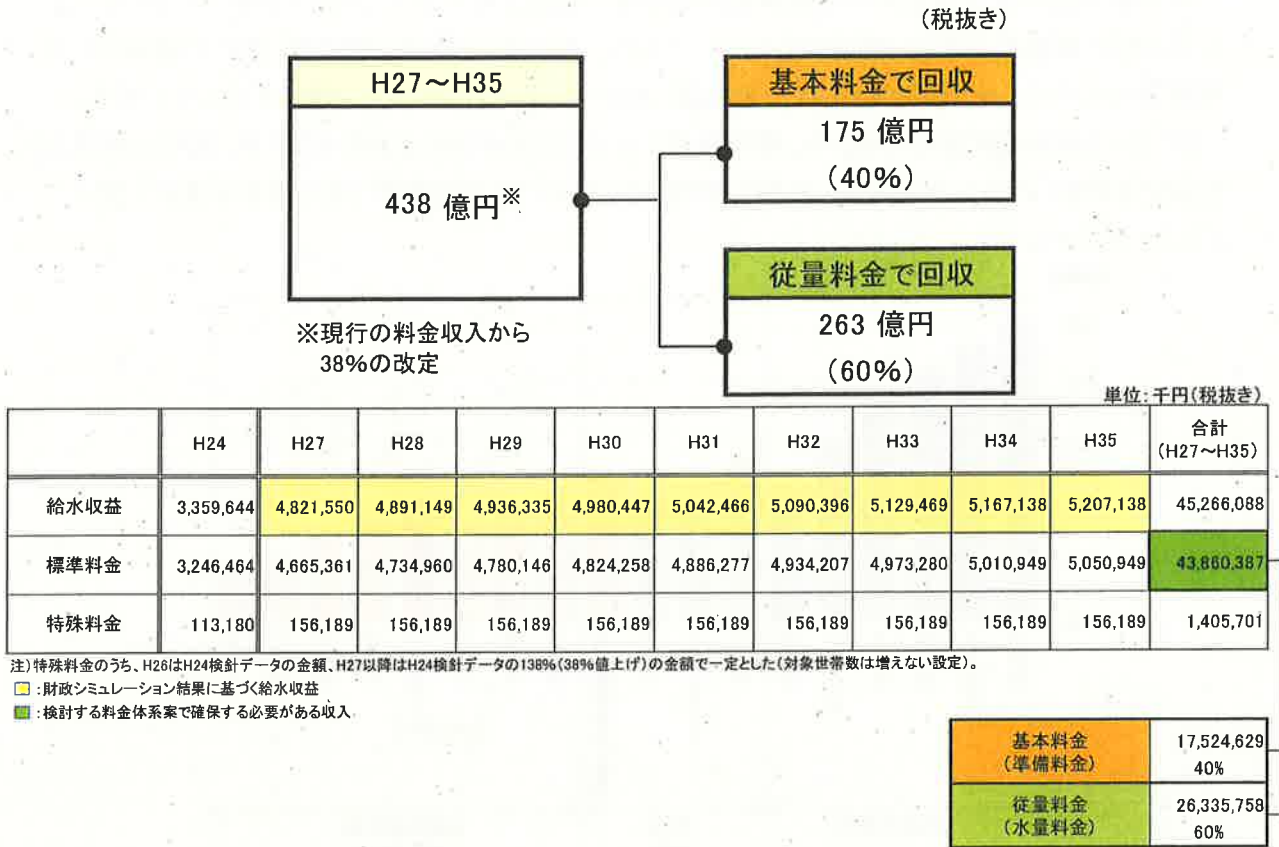 (税抜き)
H27～H35
438 億円※
※現行の料金収入から
38%の改定
基本料金で回収
175 億円
(40%)
従量料金で回収
263 億円
(60%)
単位:千円(税抜き)
H24 H27 H28 H29 H30 H31 H32 H33 H34 H35 合計
(H27～H35)
給水収益 3,359,644 4,821,550 4,891,149 4,936,335 4,980,447 5,042,466 5,090,396 5,129,469 5,167,138 5,207,138 45,266,088
標準料金 3,246,464 4,665,361 4,734,960 4,780,146 4,824,258 4,886,277 4,934,207 4,973,280 5,010,949 5,050,949 43,860,387
特殊料金 113,180 156,189 156,189 156,189 156,189 156,189 156,189 156,189 156,189 156,189 1,405,701
注)特殊料金のうち、H26はH24検針データの金額、H27以降はH24検針データの138%(38%値上げ)の金額で一定とした(対象世帯数は増えない設定)。
:財政シミュレーション結果に基づく給水収益
:検討する料金体系案で確保する必要がある収入
基本料金
(準備料金)
17,524,629
40%
従量料金
(水量料金)
26,335,758
60%